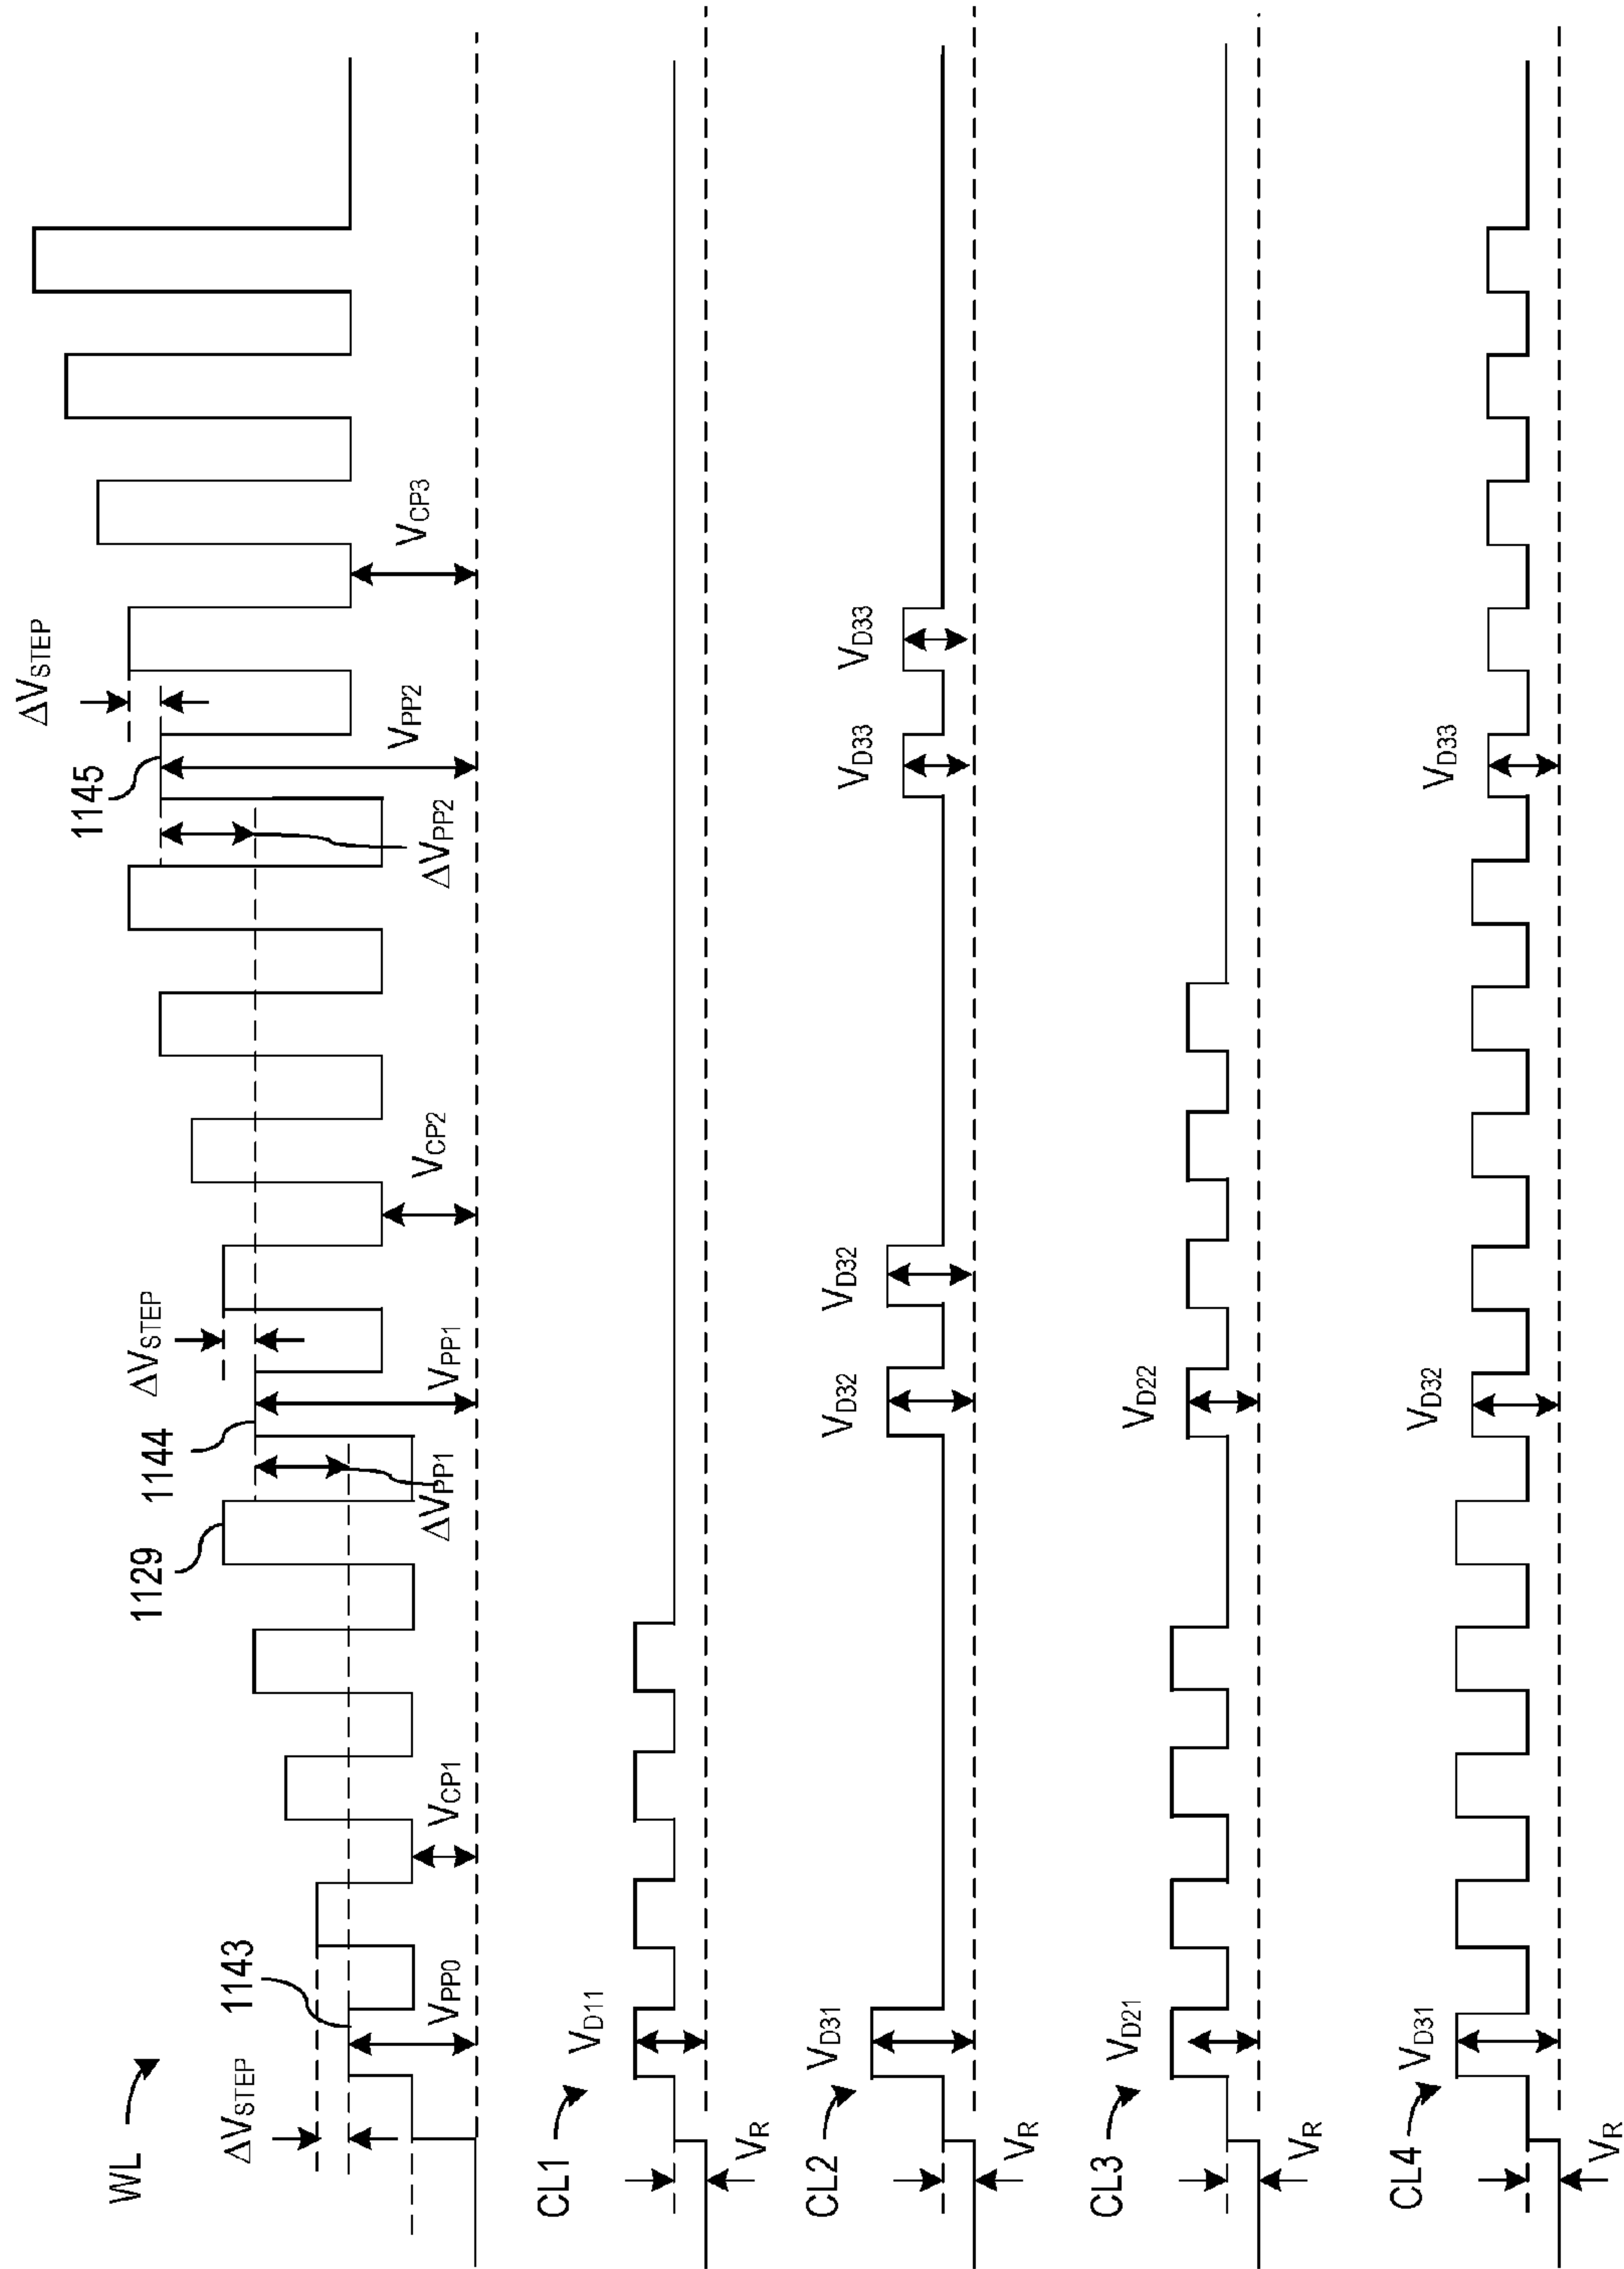 WL
ΔVSTEP
1143
VPP0
VCP1
1129
1144
ΔVPP1
ΔVSTEP
VPP1
VCP2
1145
ΔVPP2
ΔVSTEP
VPP2
VCP3
CL1
VR
VD11
CL2
VR
VD31
VD32
VD32
VD33
VD33
CL3
VR
VD21
VD22
CL4
VR
VD31
VD32
VD33